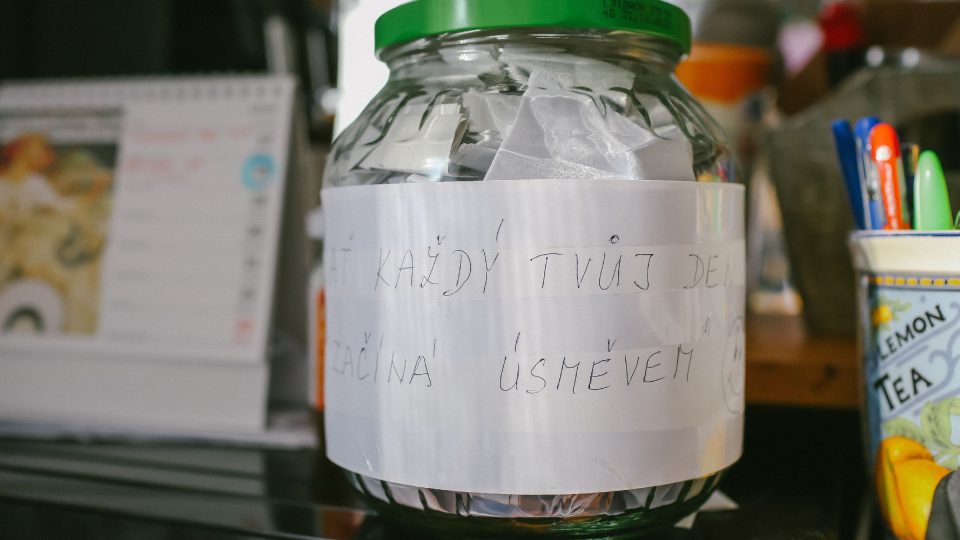 AŤ KAŽDÝ TVŮJ DEN
ZAČÍNÁ ÚSMĚVEM
LEMON
TEA